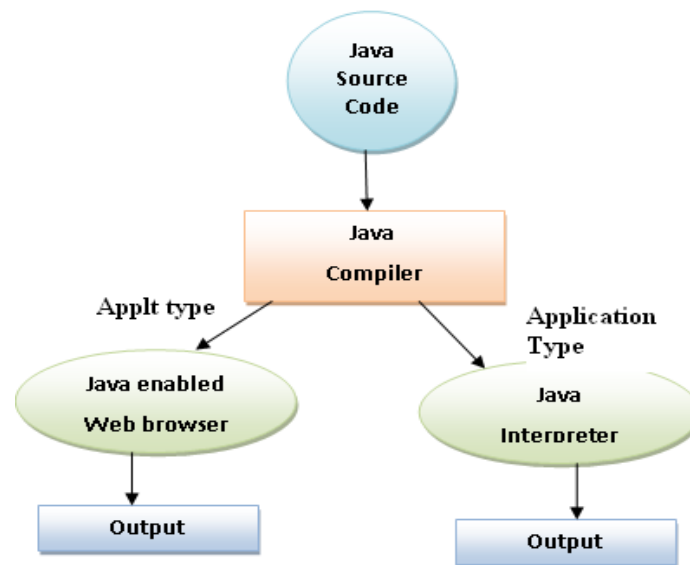 Java
Source
Code
Java
Compiler
Applt type
Application
Type
Java enabled
Web browser
Java
Interpreter
Output
Output